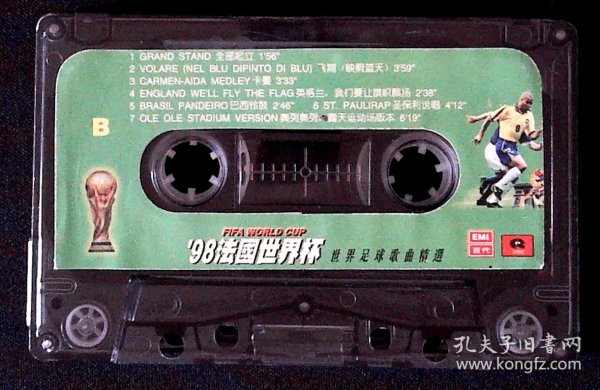 1 GRAND STAND 全部起立 1'56"
2 VOLARE (NEL BLU DIPINTO DI BLU) 飞翔 (映照蓝天) 3'59"
3 CARMEN-AIDA MEDLEY 卡曼 3'33"
4 ENGLAND WE'LL FLY THE FLAG 英格兰,我们要让旗帜飘扬 2'38"
5 BRASIL PANDEIRO 巴西铃鼓 2'46" 6 ST. PAULIRAP 圣保利说唱 4'12"
7 OLE OLE STADIUM VERSION 奥列奥列,露天运动场版本 6'19"
B
FIFA WORLD CUP
'98法國世界杯 世界足球歌曲精選
EMI
百代
孔夫子旧书网
www.kongfz.com